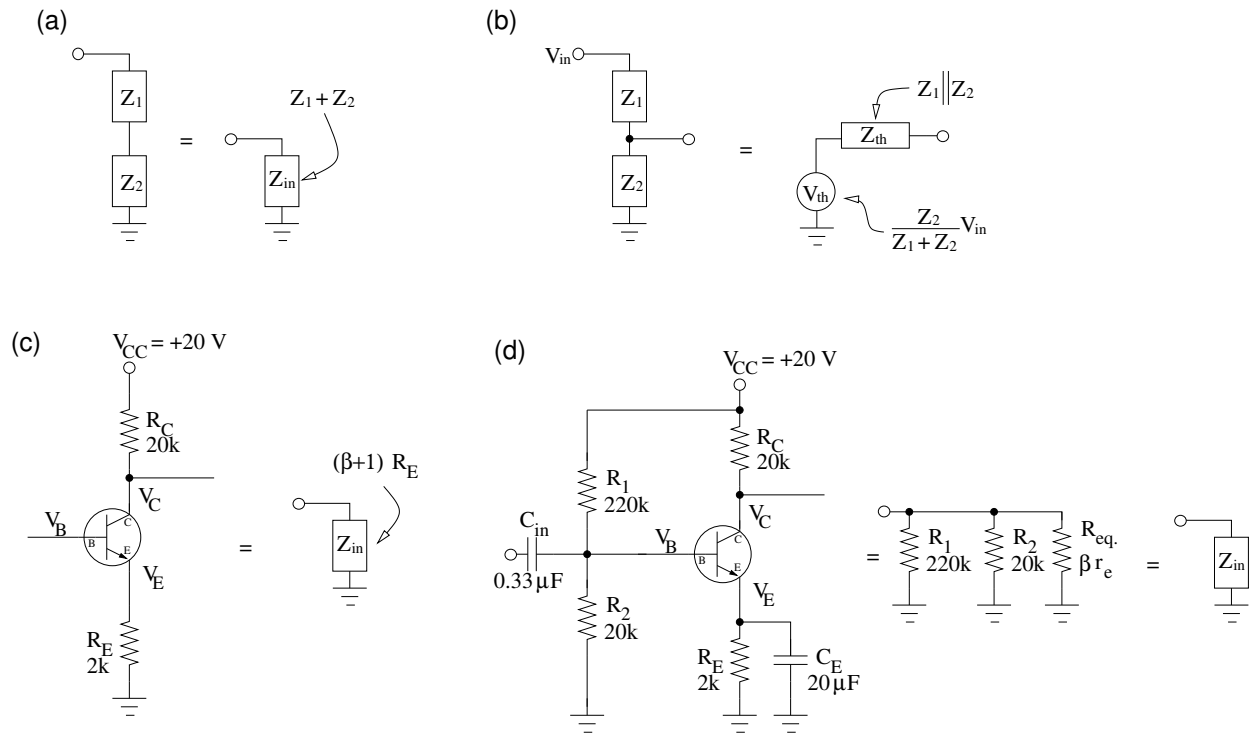 (a)
Z1
Z2
=
Z1 + Z2
Zin
(b)
Vin
Z1
Z2
=
Z1||Z2
Zth
Vth
Z2
Z1 + Z2
Vin
(c)
VCC = +20 V
RC
20k
VC
VB
B
C
E
VE
RE
2k
=
(β+1) RE
Zin
(d)
VCC = +20 V
RC
20k
R1
220k
VC
Cin
0.33μF
VB
B
C
E
VE
R2
20k
RE
2k
CE
20μF
=
R1
220k
R2
20k
Req.
β re
=
Zin